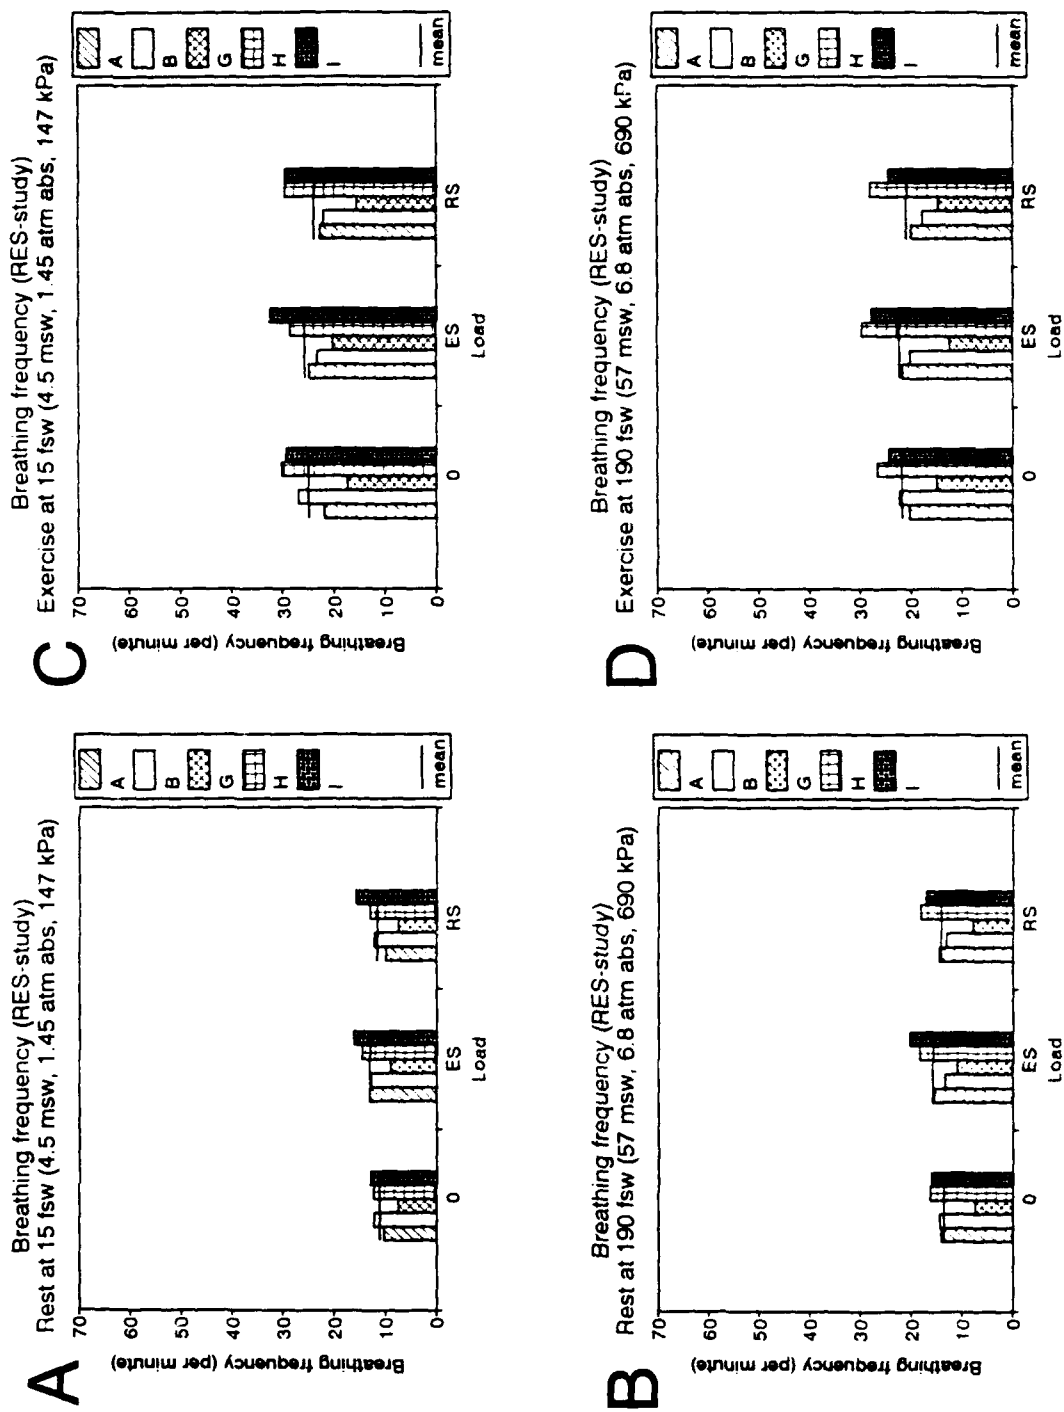 A
Breathing frequency (RES-study)
Rest at 15 fsw (4.5 msw, 1.45 atm abs, 147 kPa)
Breathing frequency (per minute)
70
60
50
40
30
20
10
0
0
ES
RS
Load
A
B
G
H
I
mean
B
Breathing frequency (RES-study)
Rest at 190 fsw (57 msw, 6.8 atm abs, 690 kPa)
Breathing frequency (per minute)
70
60
50
40
30
20
10
0
0
ES
RS
Load
A
B
G
H
I
mean
C
Breathing frequency (RES-study)
Exercise at 15 fsw (4.5 msw, 1.45 atm abs, 147 kPa)
Breathing frequency (per minute)
70
60
50
40
30
20
10
0
0
ES
RS
Load
A
B
G
H
I
mean
D
Breathing frequency (RES-study)
Exercise at 190 fsw (57 msw, 6.8 atm abs, 690 kPa)
Breathing frequency (per minute)
70
60
50
40
30
20
10
0
0
ES
RS
Load
A
B
G
H
I
mean